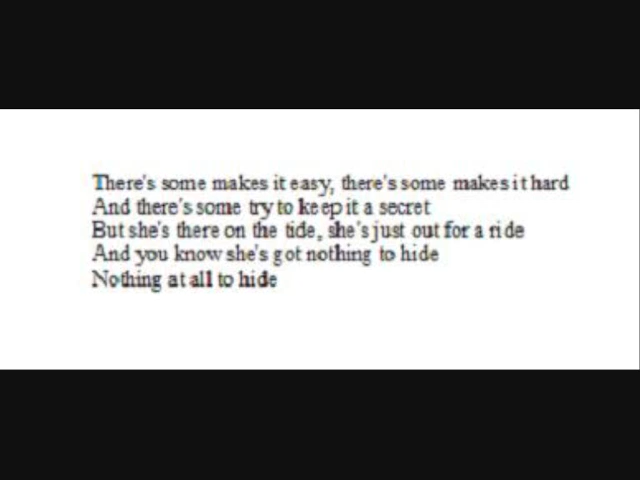 There's some makes it easy, there's some makes it hard
And there's some try to keep it a secret
But she's there on the tide, she's just out for a ride
And you know she's got nothing to hide
Nothing at all to hide